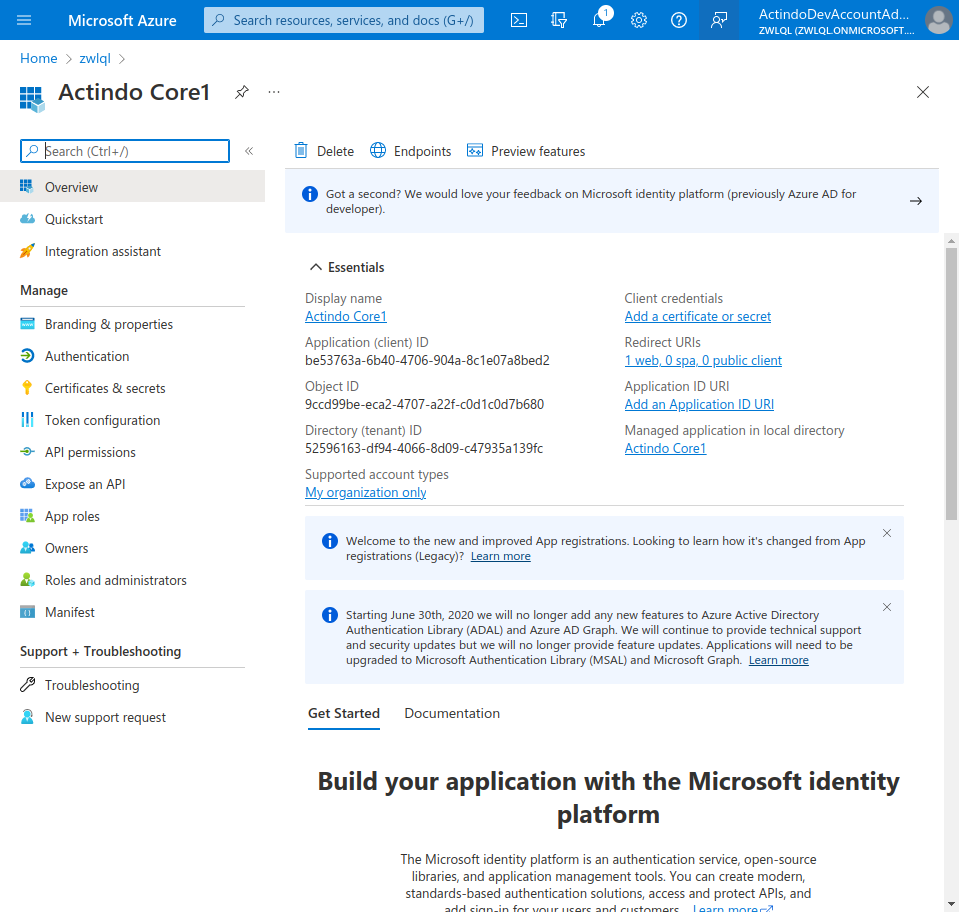 Microsoft Azure
Search resources, services, and docs (G+/)
1
ActindoDevAccountAd...
ZWLQL (ZWLQL.ONMICROSOFT....
Home > zwlql >
Actindo Core1
...
Search (Ctrl+/)
«
Overview
Quickstart
Integration assistant
Manage
Branding & properties
Authentication
Certificates & secrets
Token configuration
API permissions
Expose an API
App roles
Owners
Roles and administrators
Manifest
Support + Troubleshooting
Troubleshooting
New support request
Delete
Endpoints
Preview features
Got a second? We would love your feedback on Microsoft identity platform (previously Azure AD for
developer).
Essentials
Display name
Actindo Core1
Application (client) ID
be53763a-6b40-4706-904a-8c1e07a8bed2
Object ID
9ccd99be-eca2-4707-a22f-c0d1c0d7b680
Directory (tenant) ID
52596163-df94-4066-8d09-c47935a139fc
Supported account types
My organization only
Client credentials
Add a certificate or secret
Redirect URIs
1 web, 0 spa, 0 public client
Application ID URI
Add an Application ID URI
Managed application in local directory
Actindo Core1
Welcome to the new and improved App registrations. Looking to learn how it's changed from App
registrations (Legacy)? Learn more
Starting June 30th, 2020 we will no longer add any new features to Azure Active Directory
Authentication Library (ADAL) and Azure AD Graph. We will continue to provide technical support
and security updates but we will no longer provide feature updates. Applications will need to be
upgraded to Microsoft Authentication Library (MSAL) and Microsoft Graph. Learn more
Get Started
Documentation
Build your application with the Microsoft identity
platform
The Microsoft identity platform is an authentication service, open-source
libraries, and application management tools. You can create modern,
standards-based authentication solutions, access and protect APIs, and
add sign-in for your users and customers. Learn more